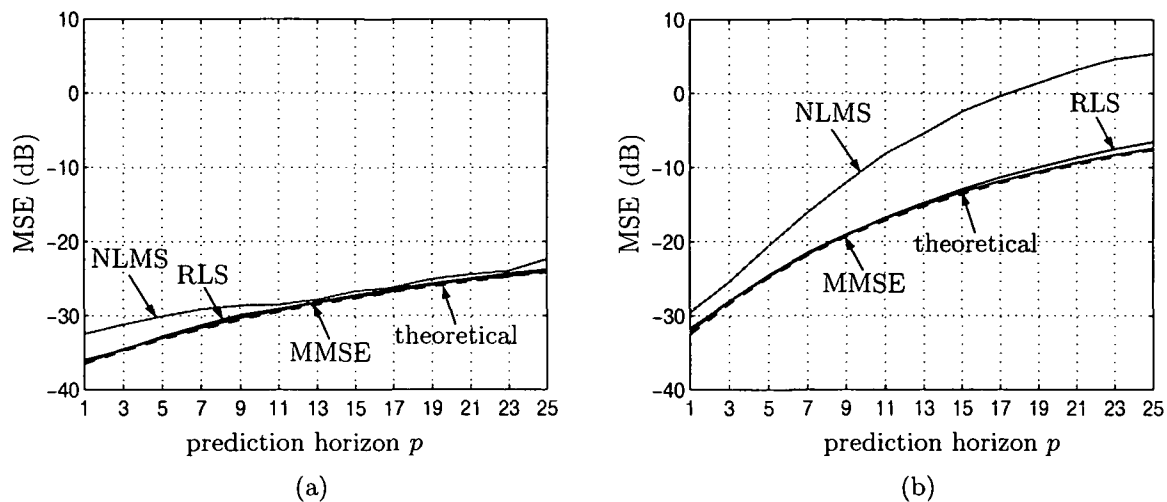 10
0
-10
-20
-30
-40
MSE (dB)
NLMS
RLS
MMSE
theoretical
1 3 5 7 9 11 13 15 17 19 21 23 25
prediction horizon p
(a)
10
0
-10
-20
-30
-40
MSE (dB)
NLMS
RLS
theoretical
MMSE
1 3 5 7 9 11 13 15 17 19 21 23 25
prediction horizon p
(b)